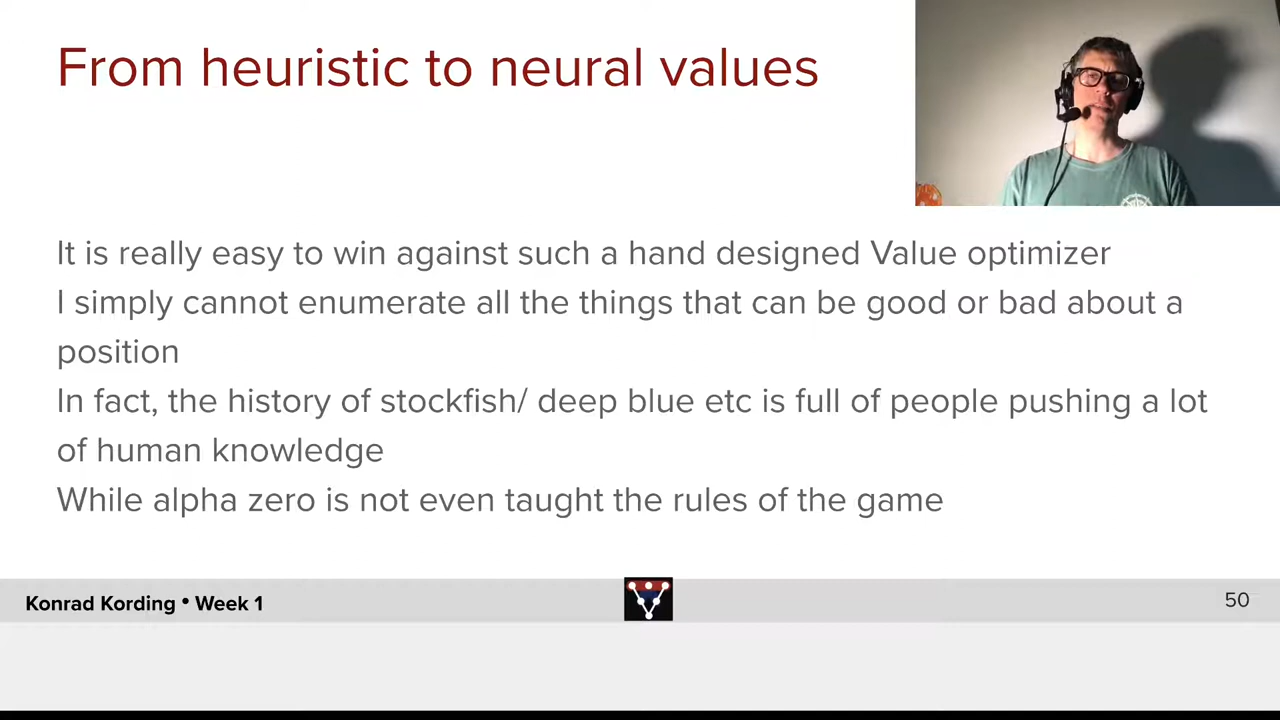 From heuristic to neural values
It is really easy to win against such a hand designed Value optimizer
I simply cannot enumerate all the things that can be good or bad about a
position
In fact, the history of stockfish/ deep blue etc is full of people pushing a lot
of human knowledge
While alpha zero is not even taught the rules of the game
Konrad Kording • Week 1
50